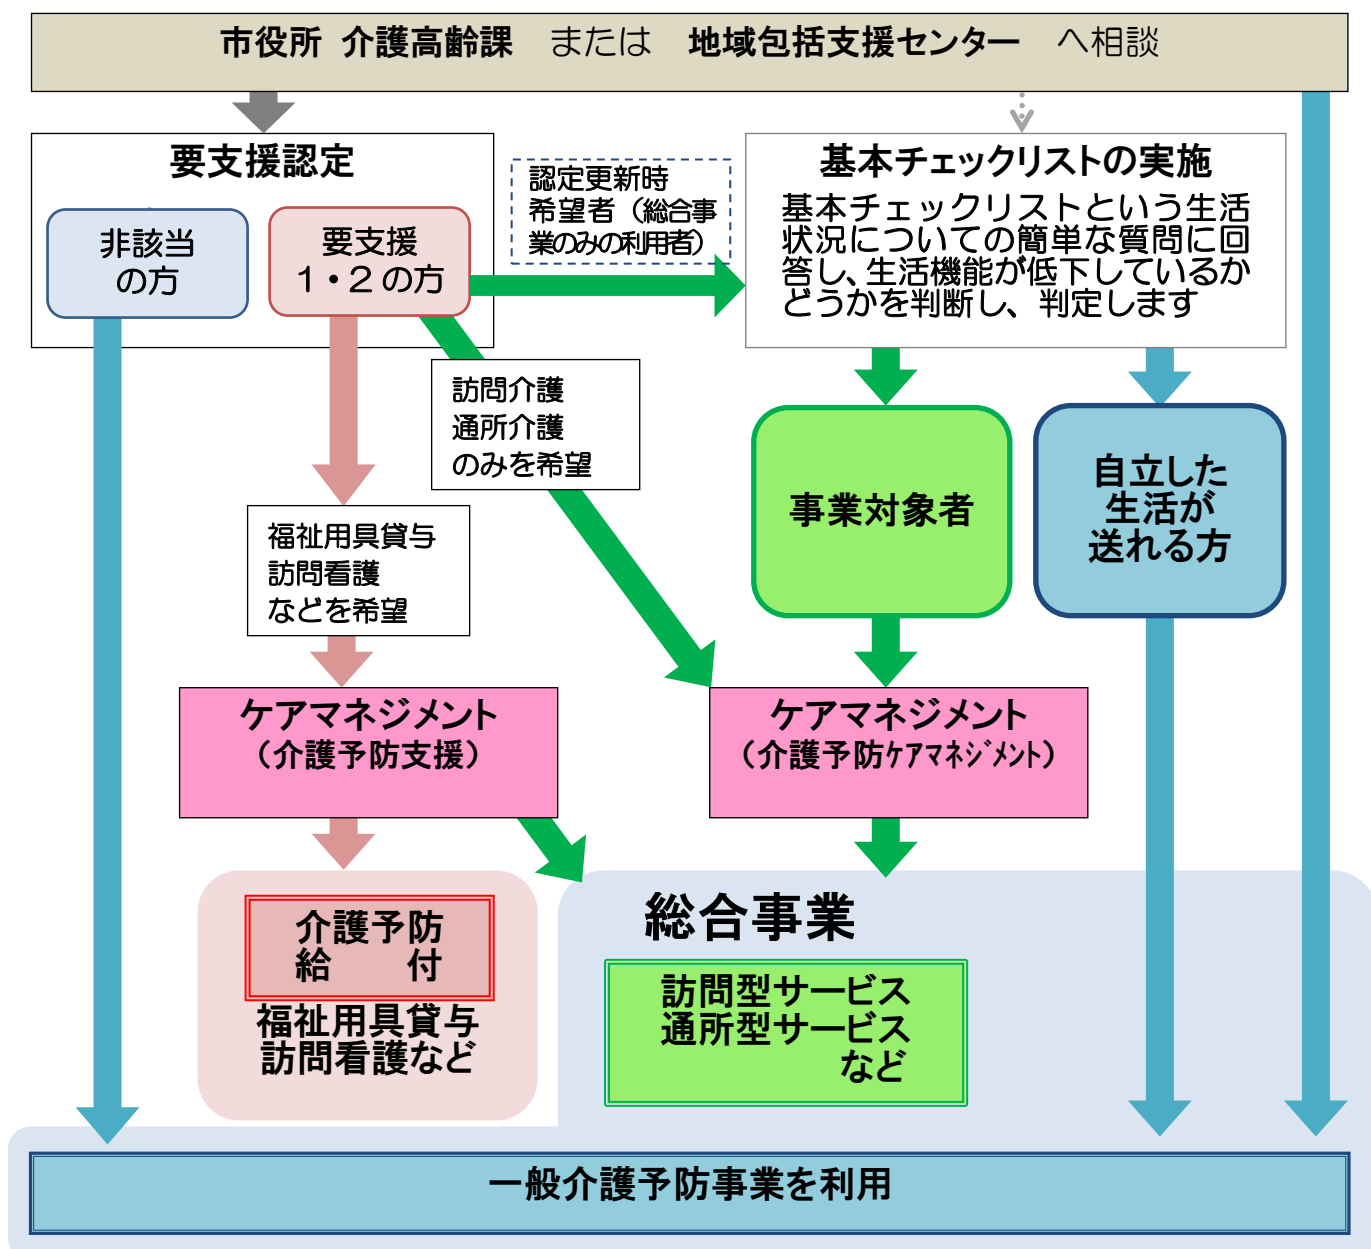 市役所 介護高齢課 または 地域包括支援センター へ相談
要支援認定
非該当
の方
要支援
1・2の方
認定更新時
希望者（総合事
業のみの利用者）
基本チェックリストの実施
基本チェックリストという生活
状況についての簡単な質問に回
答し、生活機能が低下しているか
どうかを判断し、判定します
訪問介護
通所介護
のみを希望
事業対象者
自立した
生活が
送れる方
福祉用具貸与
訪問看護
などを希望
ケアマネジメント
（介護予防支援）
ケアマネジメント
（介護予防ｹｱﾏﾈｼﾞﾒﾝﾄ）
介護予防
給　　付
福祉用具貸与
訪問看護など
総合事業
訪問型サービス
通所型サービス
など
一般介護予防事業を利用